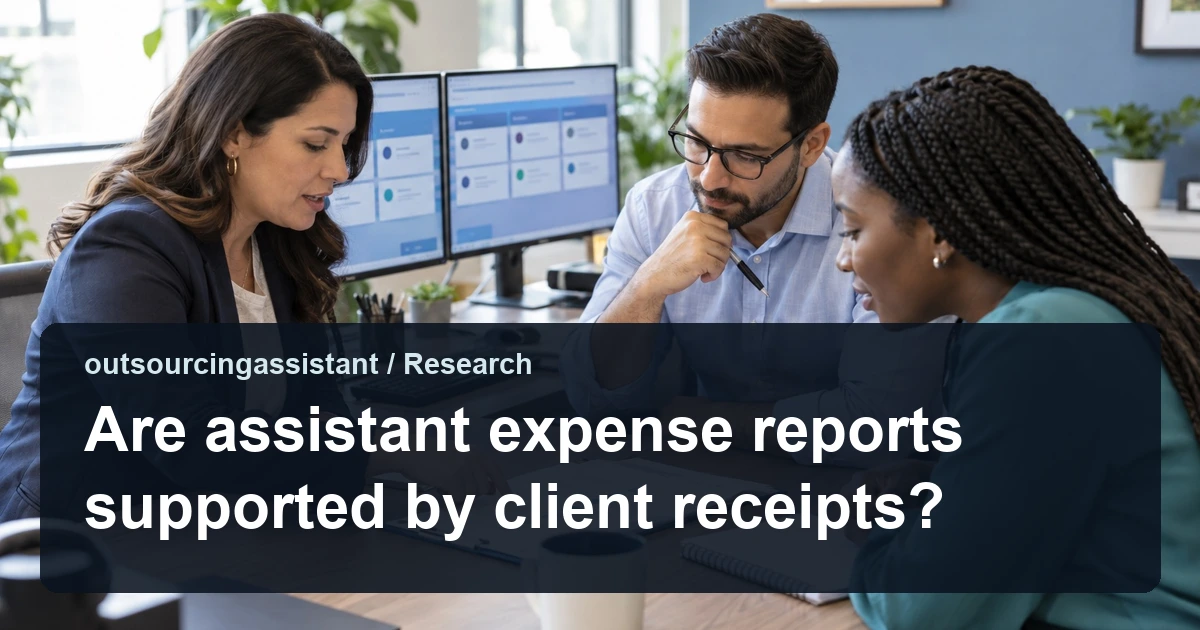 outsourcingassistant / Research
Are assistant expense reports
supported by client receipts?